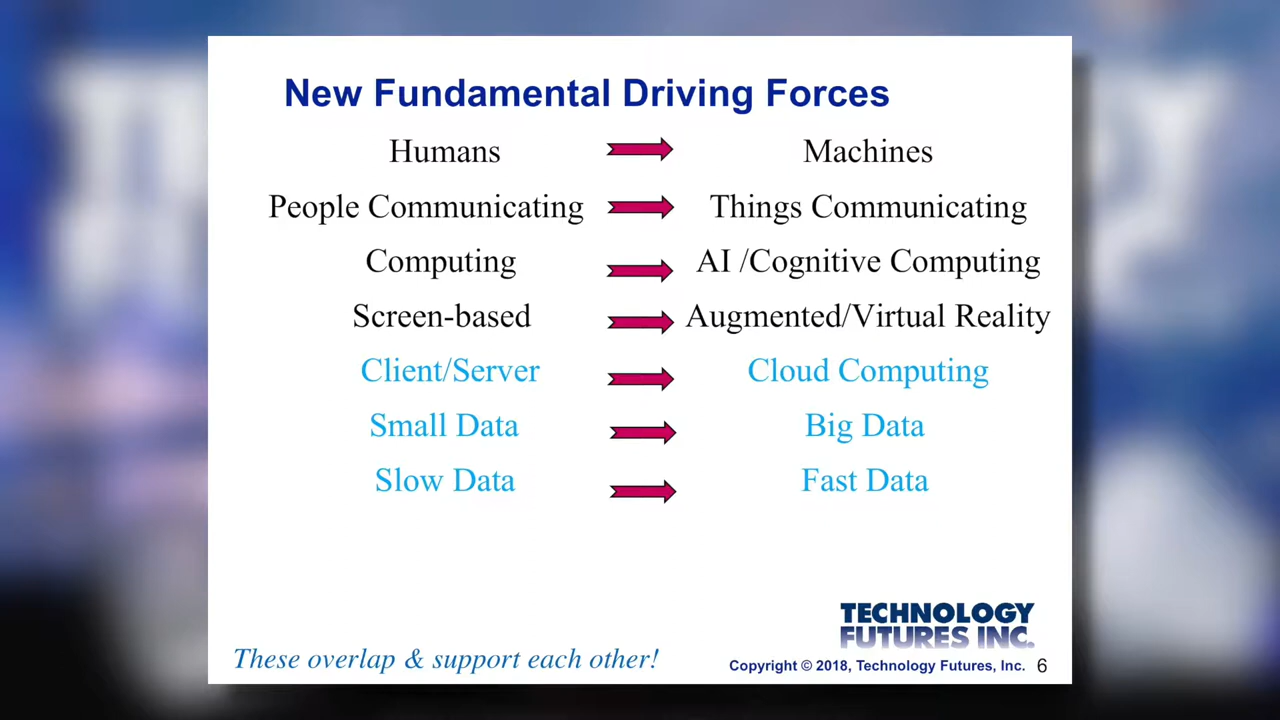 New Fundamental Driving Forces
Humans Machines
People Communicating Things Communicating
Computing AI /Cognitive Computing
Screen-based Augmented/Virtual Reality
Client/Server Cloud Computing
Small Data Big Data
Slow Data Fast Data
TECHNOLOGY
FUTURES INC.
These overlap & support each other!
Copyright © 2018, Technology Futures, Inc. 6